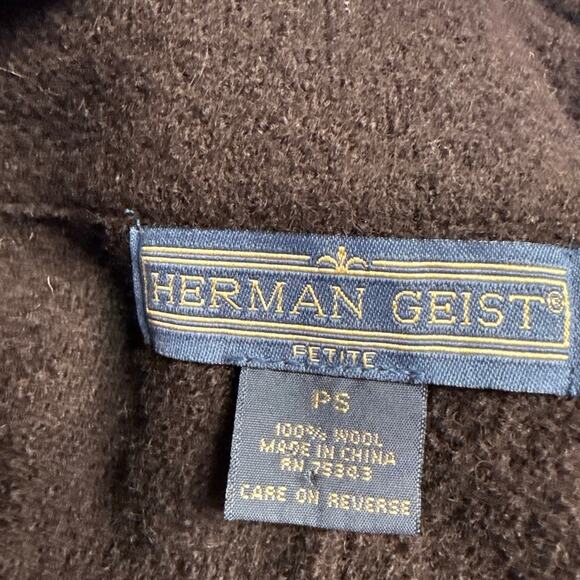 HERMAN GEIST®
PETITE
PS
100% WOOL
MADE IN CHINA
RN 75343
CARE ON REVERSE